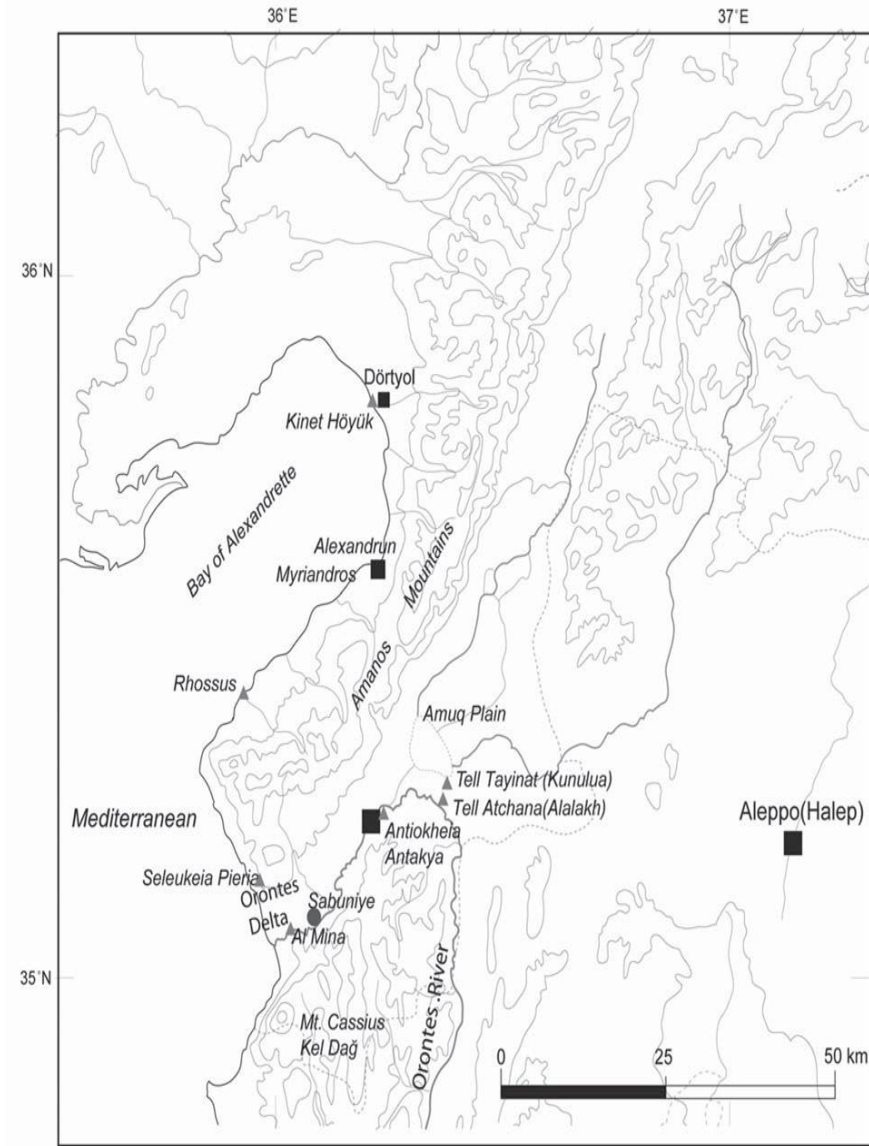 36°E
37°E
36°N
Dörtyol
Kinet Höyük
Bay of Alexandrette
Alexandrun
Myriandros
Amanos Mountains
Rhossus
Amuq Plain
Tell Tayinat (Kunulua)
Tell Atchana(Alalakh)
Mediterranean
Antiokheia
Antakya
Aleppo(Halep)
Seleukeia Pieria
Orontes
Delta
Sabuniye
Al Mina
35°N
Mt. Cassius
Kel Dağ
Orontes .River
0 25 50 km